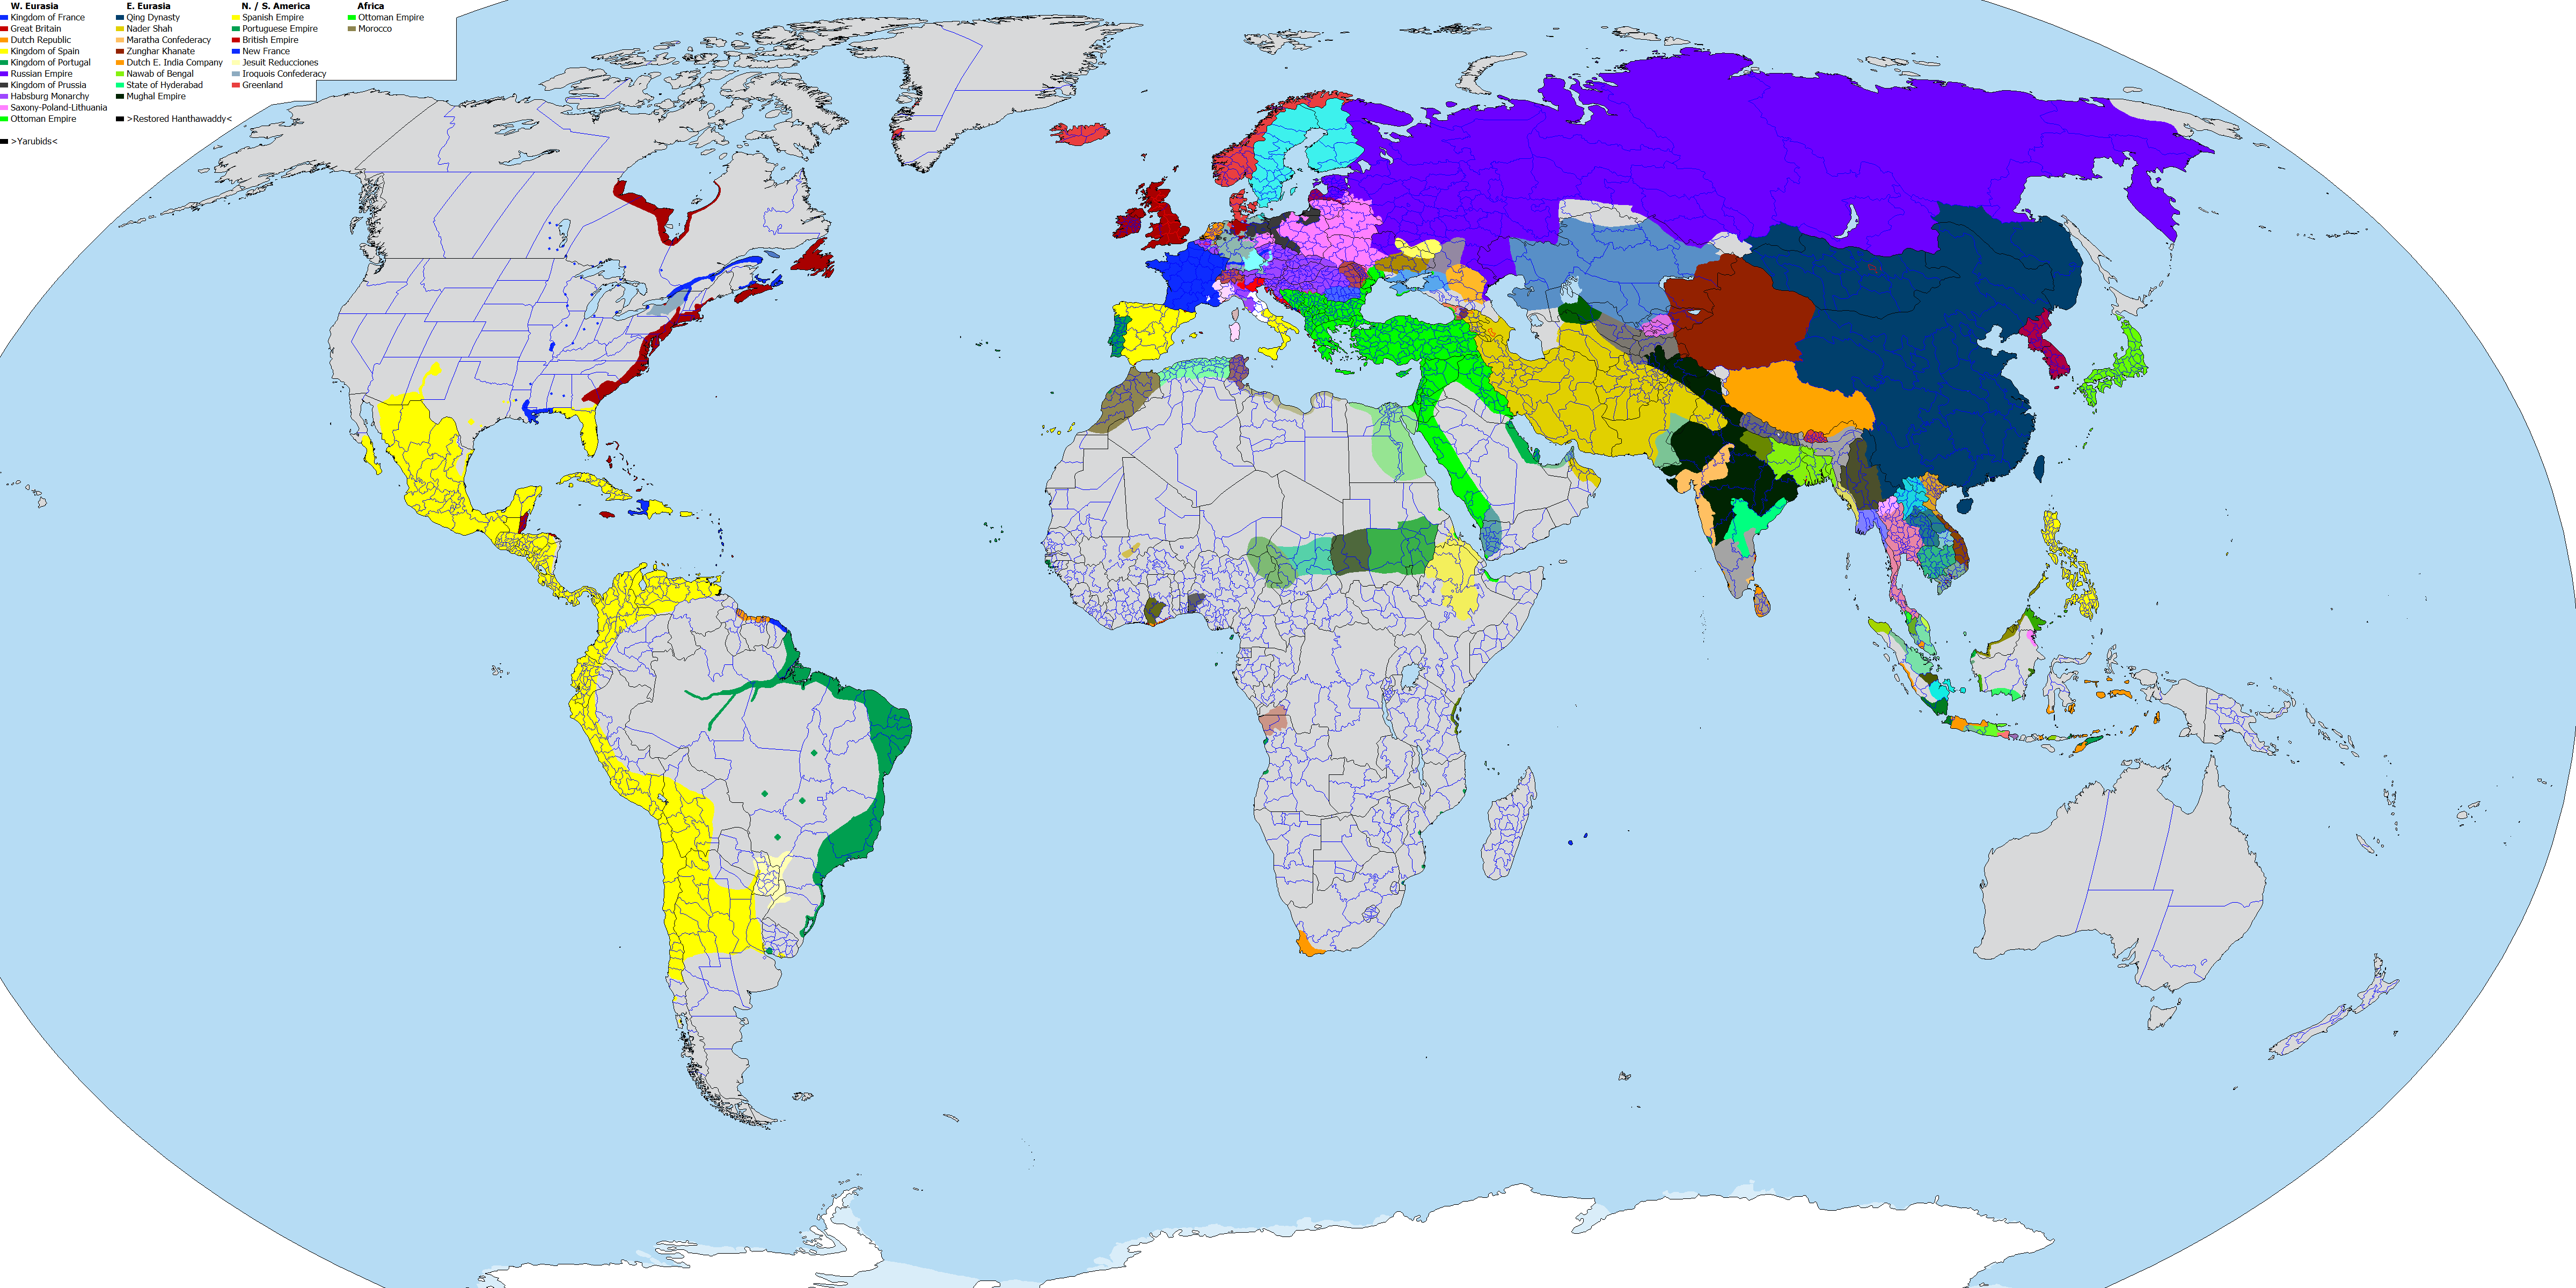 W. Eurasia
Kingdom of France
Great Britain
Dutch Republic
Kingdom of Spain
Kingdom of Portugal
Russian Empire
Kingdom of Prussia
Habsburg Monarchy
Saxony-Poland-Lithuania
Ottoman Empire
>Yarubids<
E. Eurasia
Qing Dynasty
Nader Shah
Maratha Confederacy
Zunghar Khanate
Dutch E. India Company
Nawab of Bengal
State of Hyderabad
Mughal Empire
>Restored Hanthawaddy<
N. / S. America
Spanish Empire
Portuguese Empire
British Empire
New France
Jesuit Reducciones
Iroquois Confederacy
Greenland
Africa
Ottoman Empire
Morocco